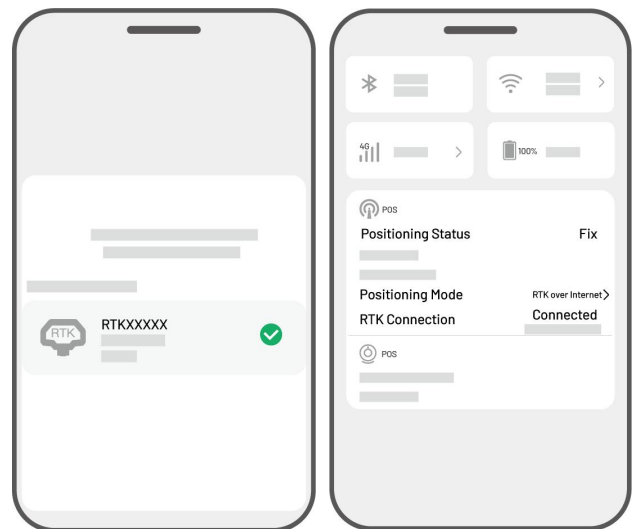 RTK
RTKXXXXX
4G
100%
POS
Positioning Status Fix
Positioning Mode RTK over Internet
RTK Connection Connected
POS